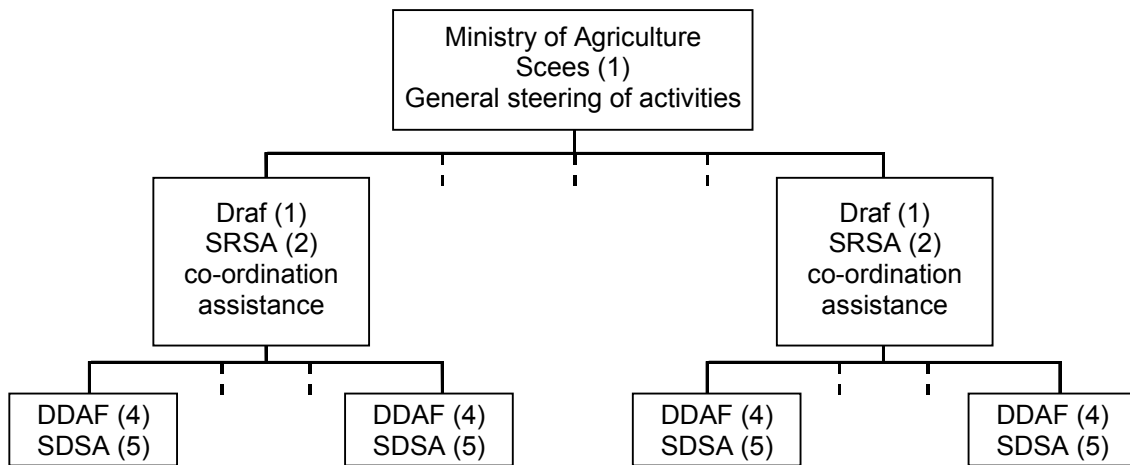 Ministry of Agriculture
Scees (1)
General steering of activities
Draf (1)
SRSA (2)
co-ordination
assistance
Draf (1)
SRSA (2)
co-ordination
assistance
DDAF (4)
SDSA (5)
DDAF (4)
SDSA (5)
DDAF (4)
SDSA (5)
DDAF (4)
SDSA (5)